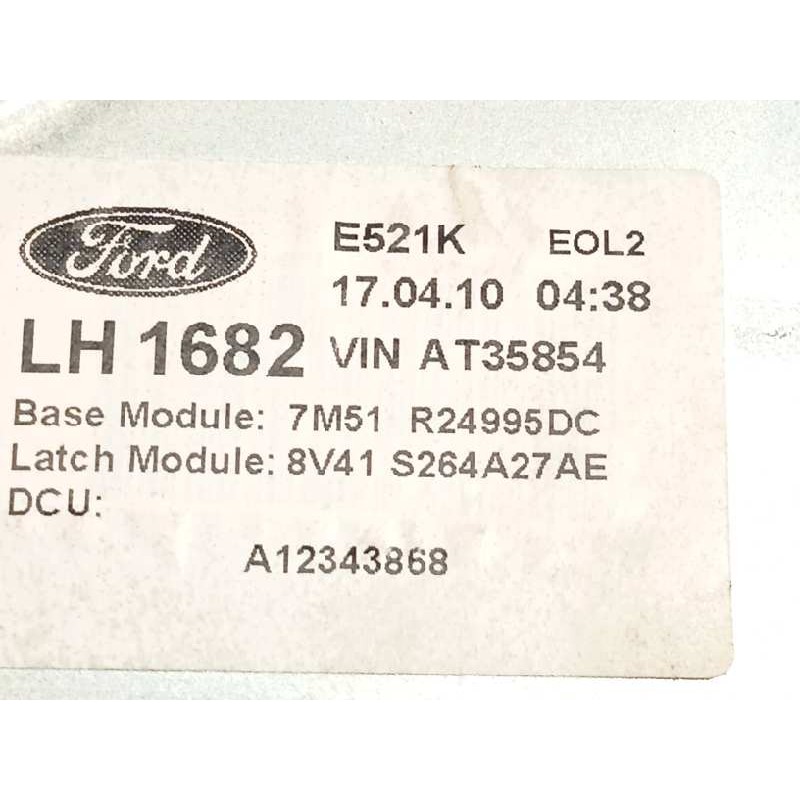 Ford
E521K EOL2
17.04.10 04:38
LH 1682 VIN AT35854
Base Module: 7M51 R24995DC
Latch Module: 8V41 S264A27AE
DCU:
A12343868